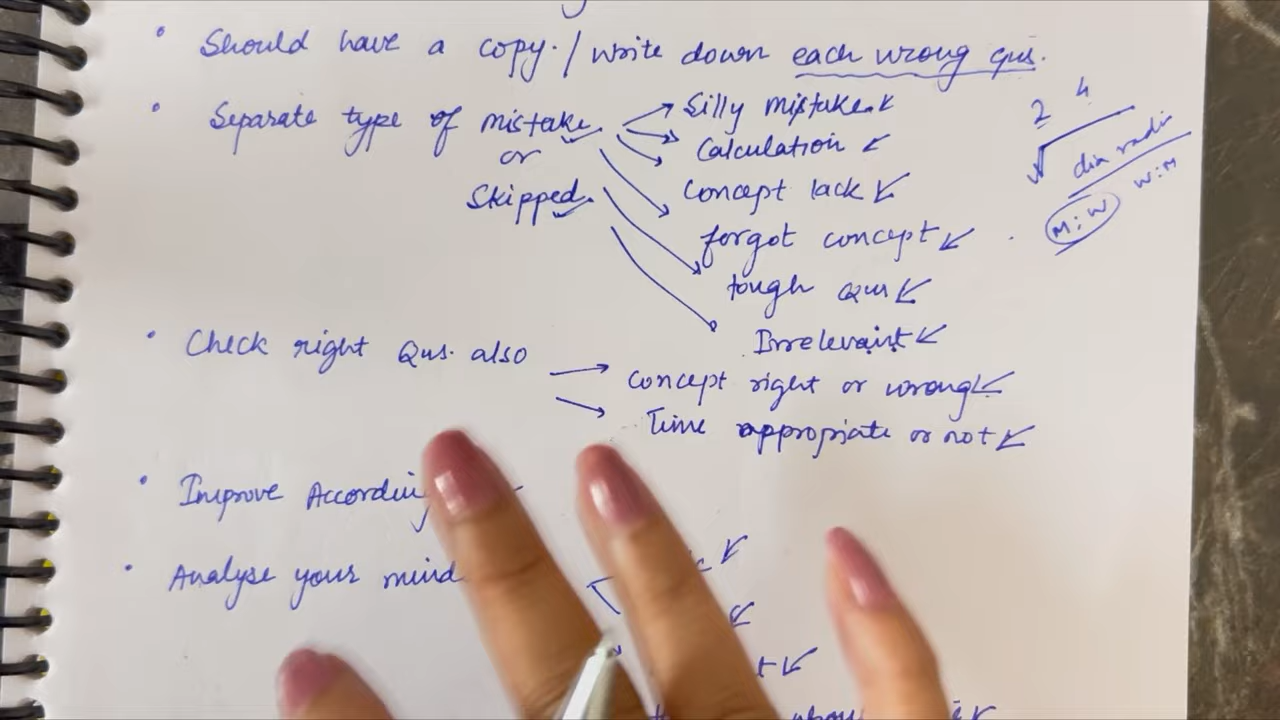 • Should have a copy. / write down each wrong qus.
• Separate type of mistake or Skipped
Silly mistake
Calculation
Concept lack
forgot concept
tough Qus
Irrelevant
2 4
dia radi
M:W W:M
• Check right Qus. also
Concept right or wrong
Time appropriate or not
• Improve
• Analyse your mind